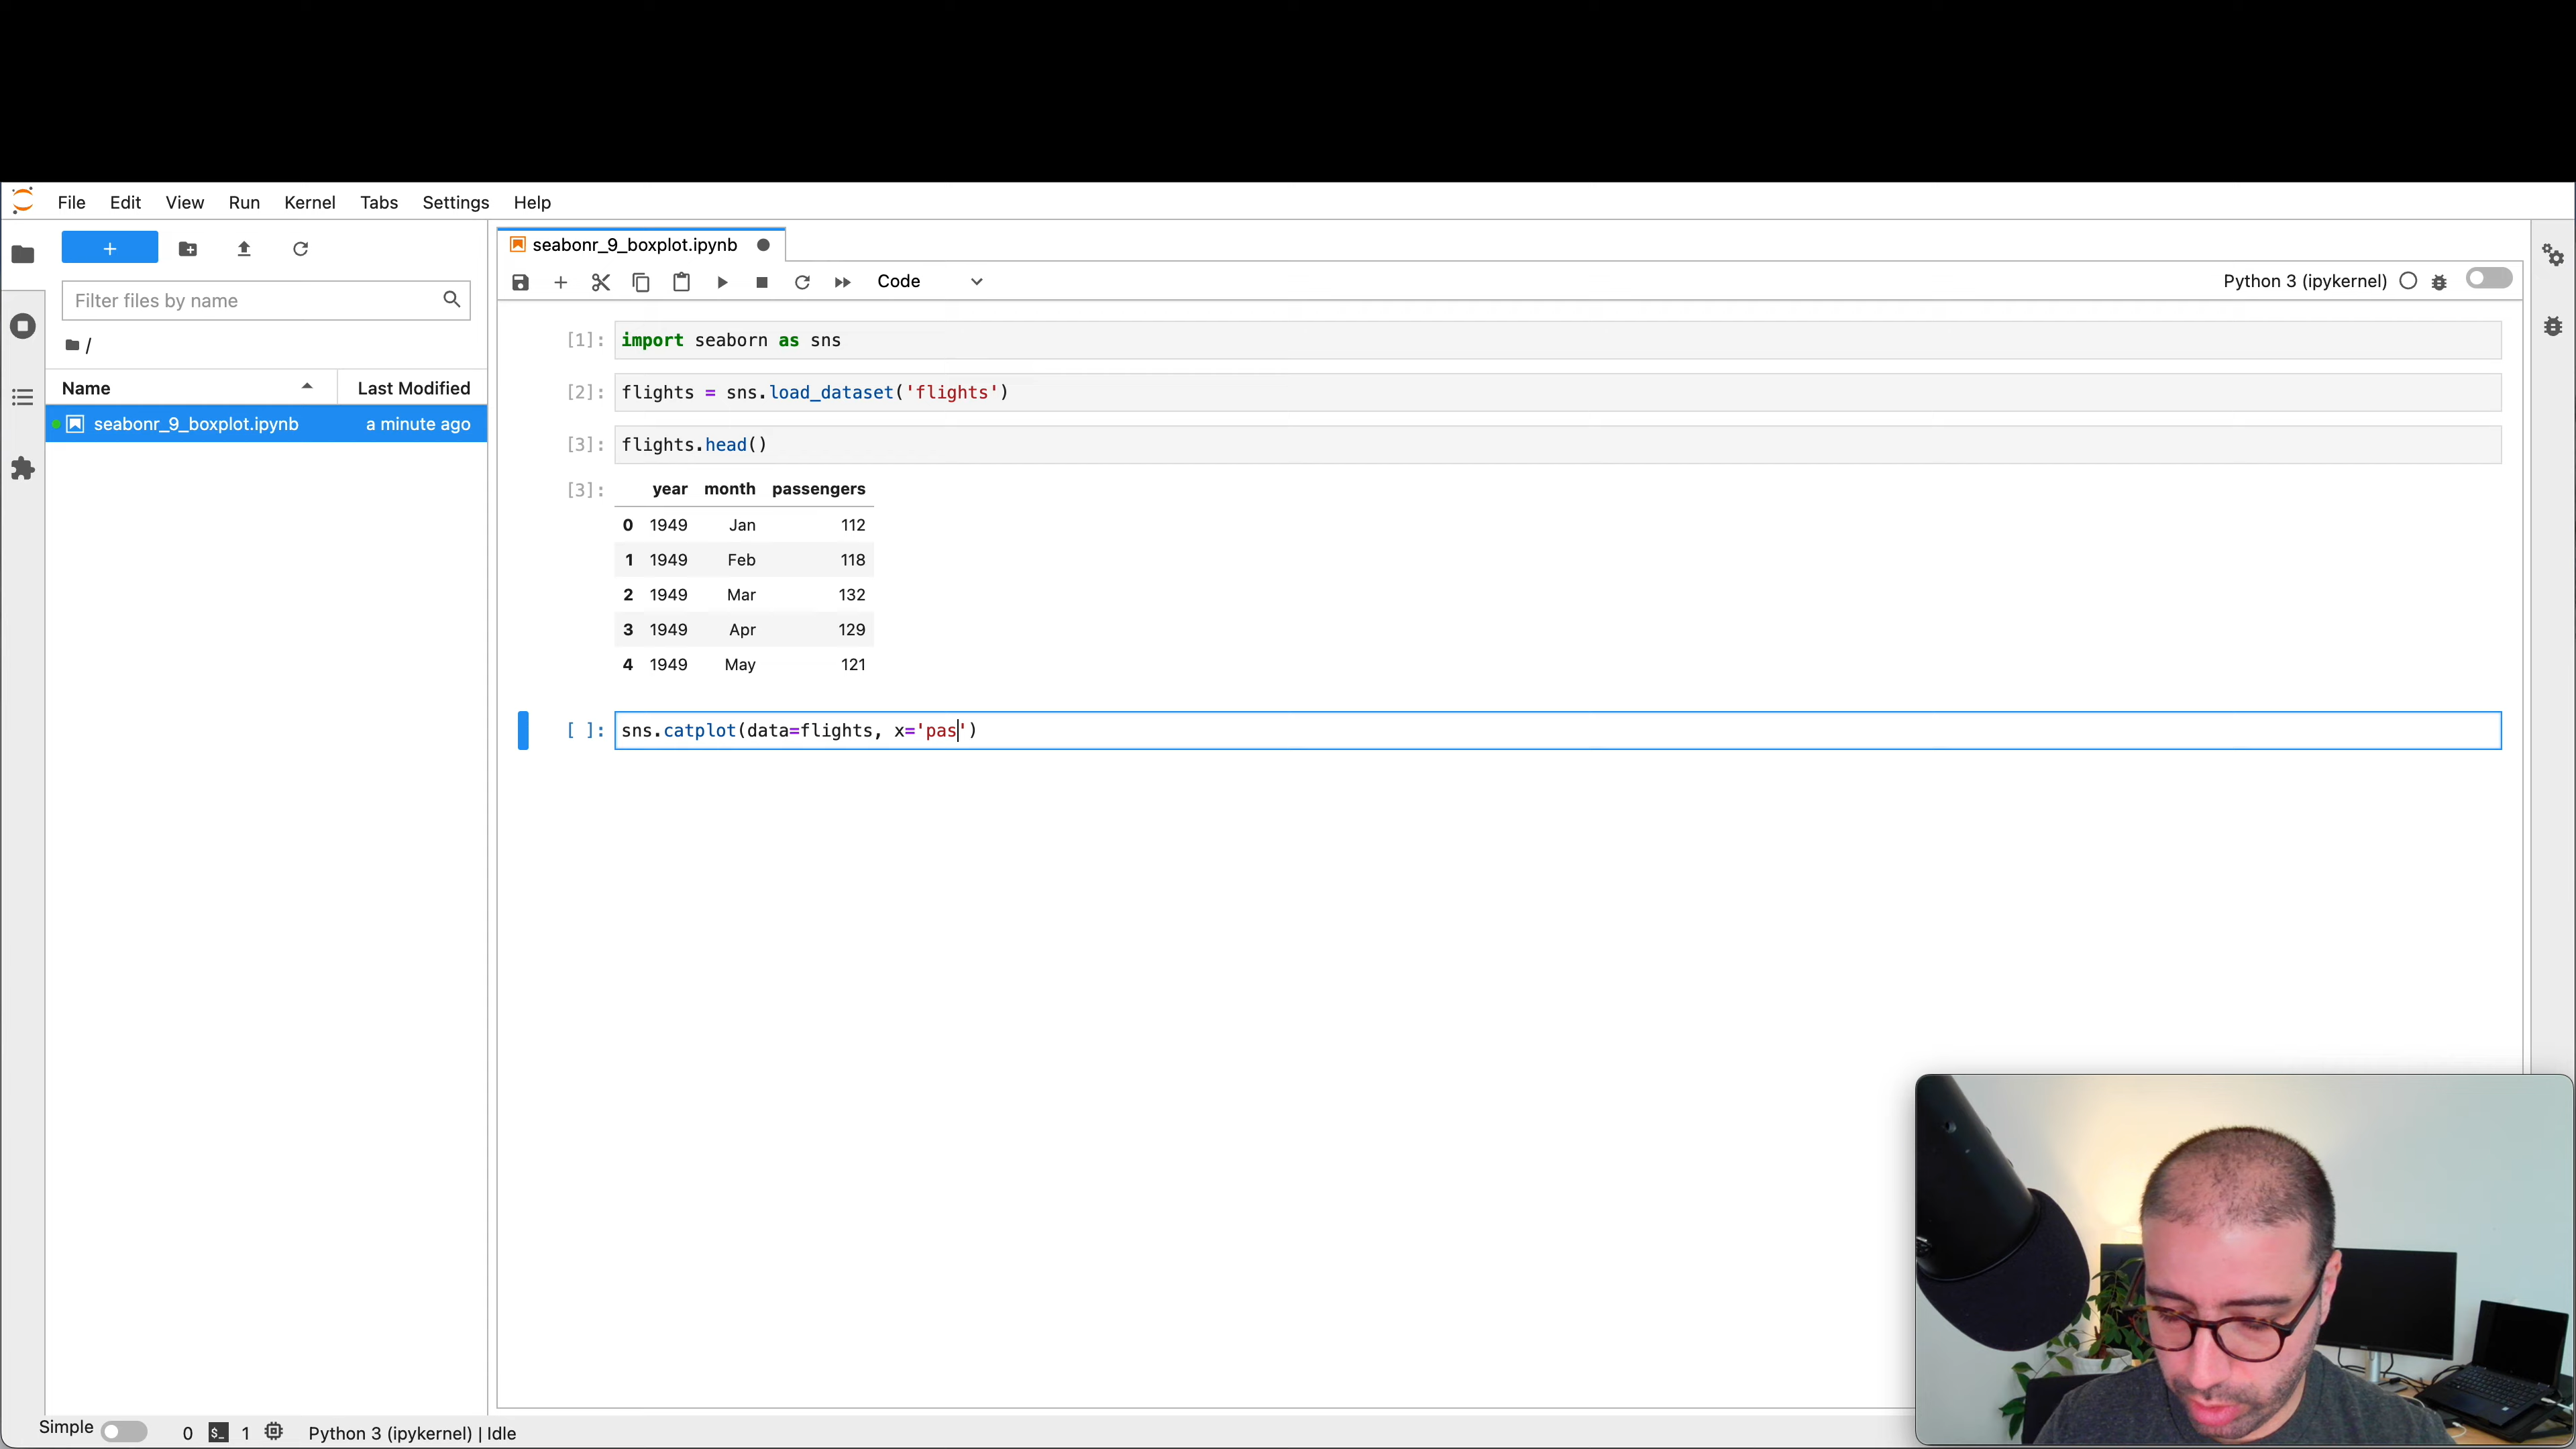 File Edit View Run Kernel Tabs Settings Help
+
seabonr_9_boxplot.ipynb
Code
Python 3 (ipykernel)
Filter files by name
/
Name Last Modified
seabonr_9_boxplot.ipynb a minute ago
[1]: import seaborn as sns
[2]: flights = sns.load_dataset('flights')
[3]: flights.head()
[3]: year month passengers
0 1949 Jan 112
1 1949 Feb 118
2 1949 Mar 132
3 1949 Apr 129
4 1949 May 121
[ ]: sns.catplot(data=flights, x='pas')
Simple 0 $_ 1 Python 3 (ipykernel) | Idle